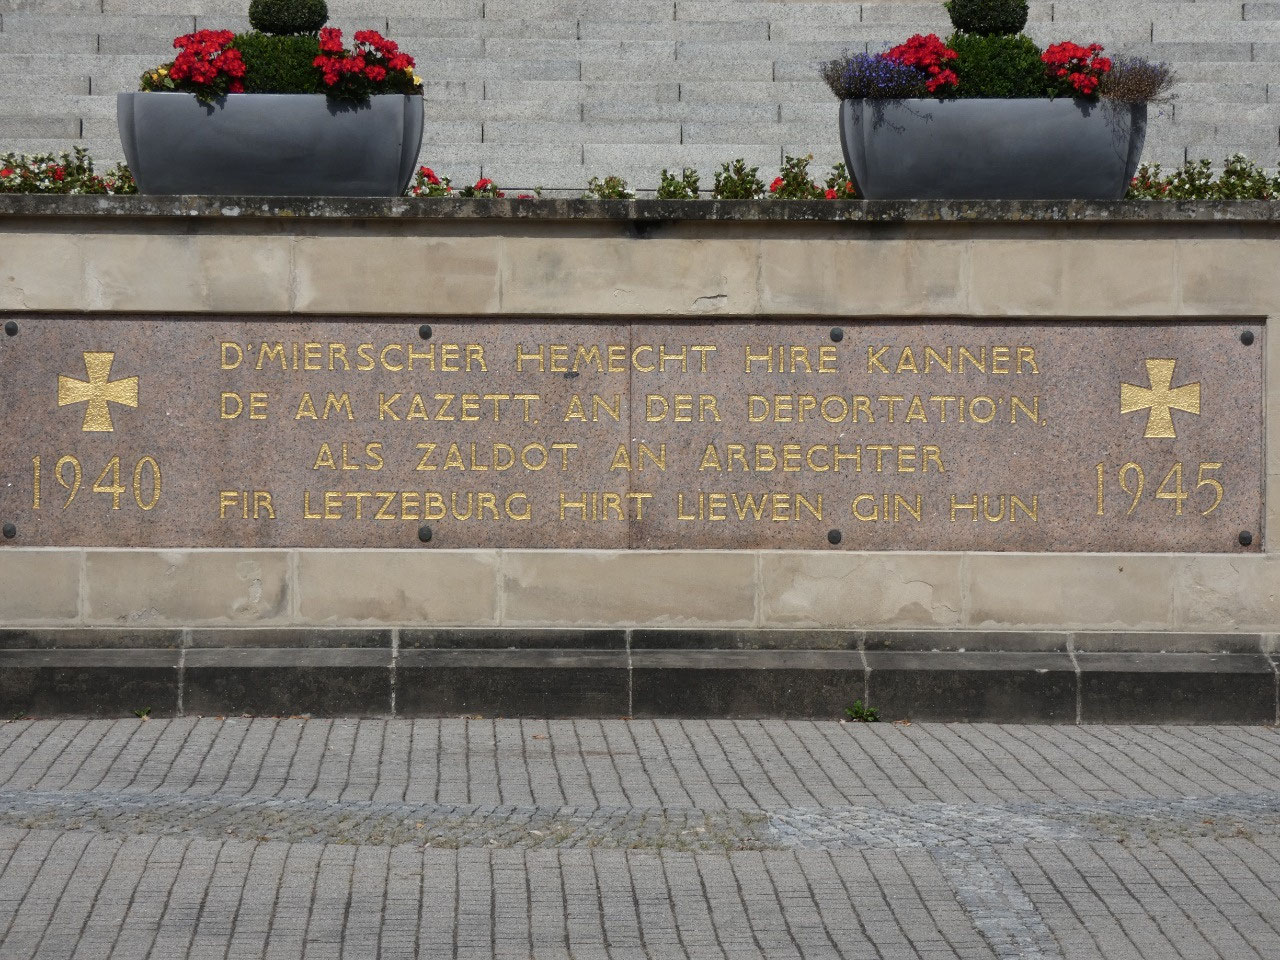 D'MIERSCHER HEMECHT HIRE KANNER
DE AM KAZETT, AN DER DEPORTATIO'N,
ALS ZALDOT AN ARBECHTER
FIR LETZEBURG HIRT LIEWEN GIN HUN
1940
1945